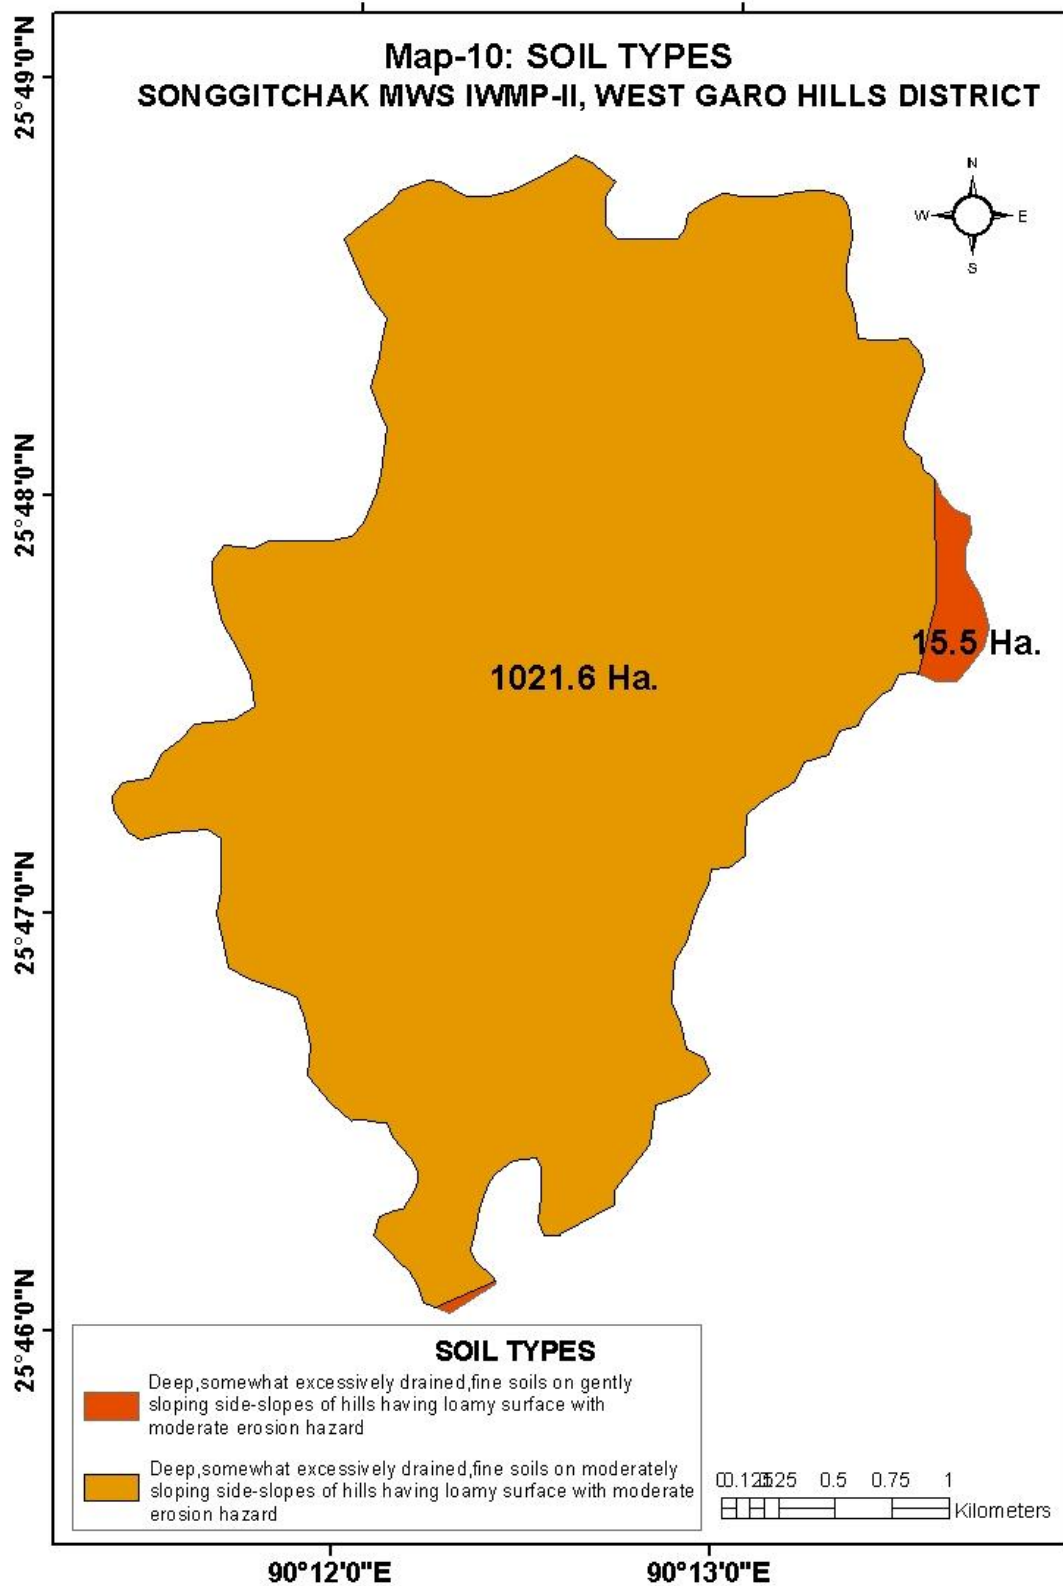 Map-10: SOIL TYPES
SONGGITCHAK MWS IWMP-II, WEST GARO HILLS DISTRICT
25°49'0"N
N
W
E
S
25°48'0"N
15.5 Ha.
1021.6 Ha.
25°47'0"N
25°46'0"N
SOIL TYPES
Deep,somewhat excessively drained,fine soils on gently
sloping side-slopes of hills having loamy surface with
moderate erosion hazard
Deep,somewhat excessively drained,fine soils on moderately
sloping side-slopes of hills having loamy surface with moderate
erosion hazard
0.5 0.75 1
Kilometers
90°12'0"E
90°13'0"E